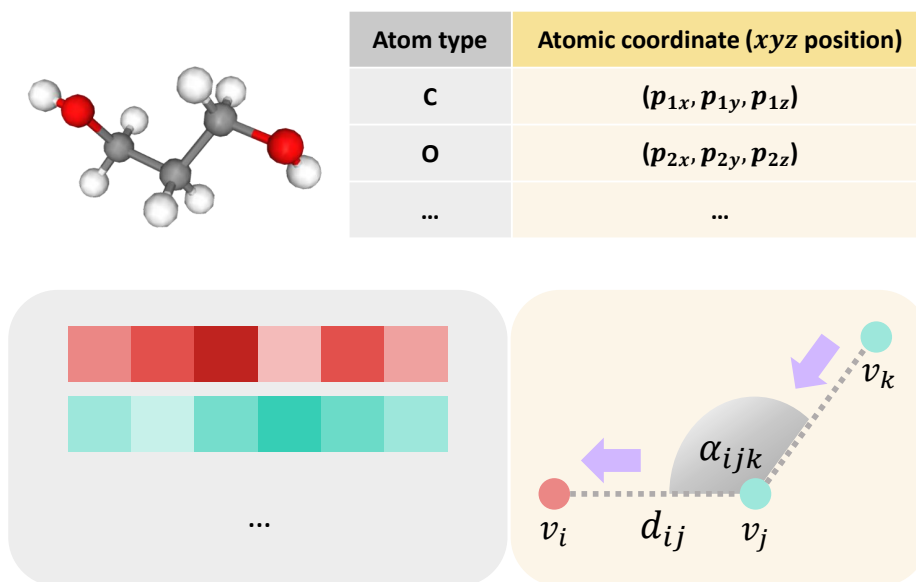 Atom type Atomic coordinate (xyz position)
C (p1x, p1y, p1z)
O (p2x, p2y, p2z)
... ...
...
αijk
vk
vi dij vj